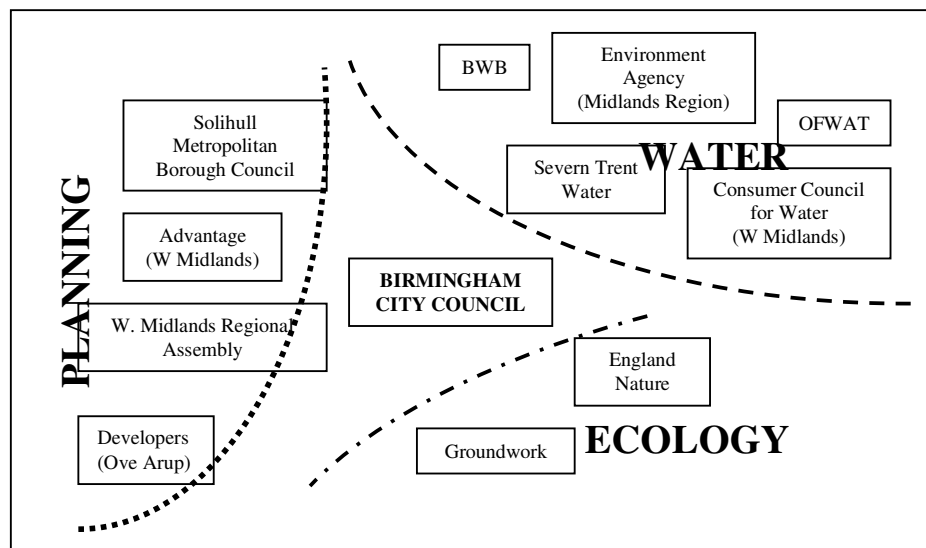 BWB
Environment
Agency
(Midlands Region)
OFWAT
Solihull
Metropolitan
Borough Council
WATER
Severn Trent
Water
Consumer Council
for Water
(W Midlands)
PLANNING
Advantage
(W Midlands)
BIRMINGHAM
CITY COUNCIL
W. Midlands Regional
Assembly
England
Nature
Developers
(Ove Arup)
Groundwork
ECOLOGY